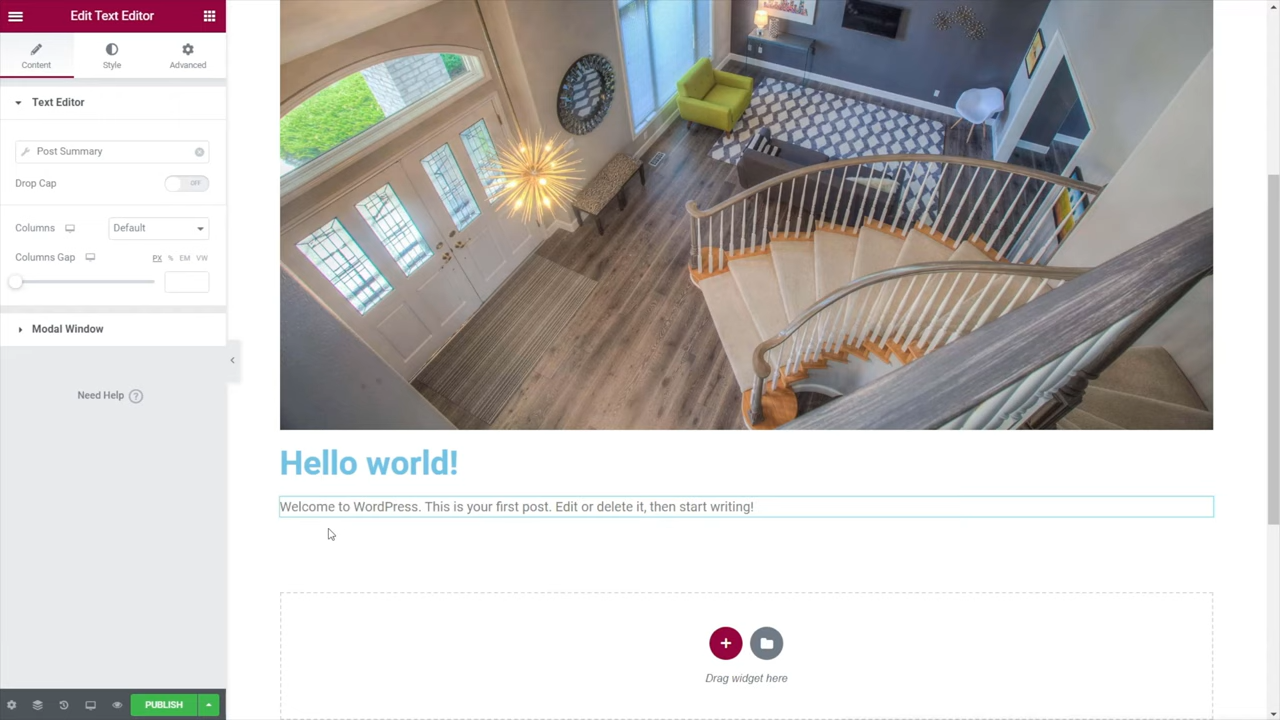 Edit Text Editor
Content
Style
Advanced
Text Editor
Post Summary
Drop Cap
OFF
Columns
Default
Columns Gap
PX % EM VW
Modal Window
Need Help ?
PUBLISH
Hello world!
Welcome to WordPress. This is your first post. Edit or delete it, then start writing!
Drag widget here